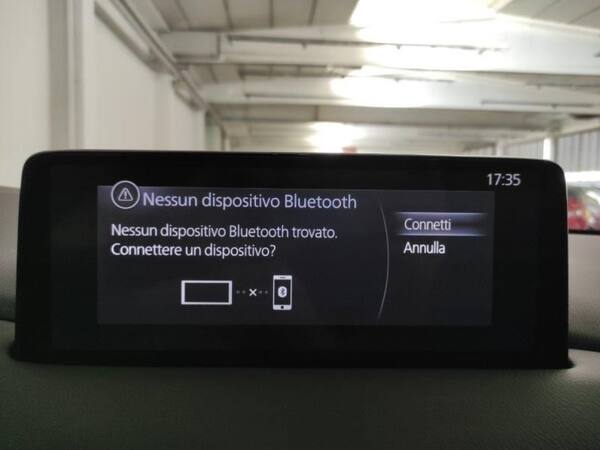 17:35
Nessun dispositivo Bluetooth
Nessun dispositivo Bluetooth trovato.
Connettere un dispositivo?
Connetti
Annulla